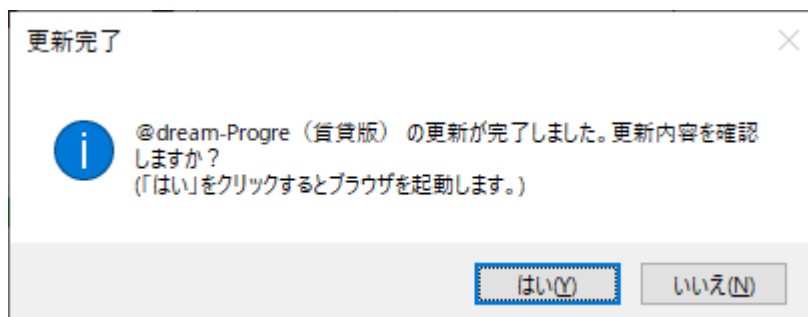 更新完了
@dream-Progre（賃貸版） の更新が完了しました。更新内容を確認
しますか？
(「はい」をクリックするとブラウザを起動します。)
はい(Y)
いいえ(N)